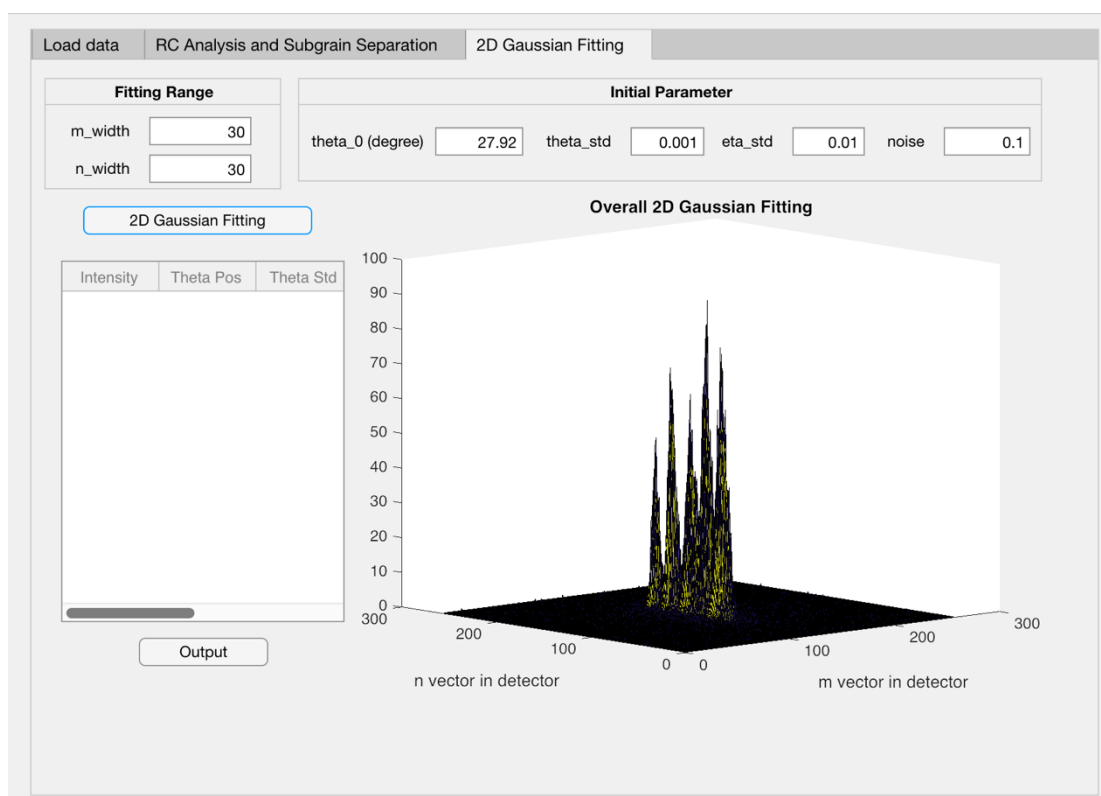 Load data RC Analysis and Subgrain Separation 2D Gaussian Fitting
Fitting Range
m_width 30
n_width 30
Initial Parameter
theta_0 (degree) 27.92 theta_std 0.001 eta_std 0.01 noise 0.1
2D Gaussian Fitting
Intensity Theta Pos Theta Std
Output
Overall 2D Gaussian Fitting
100
90
80
70
60
50
40
30
20
10
0
300
200
100
0
0
100
200
300
n vector in detector
m vector in detector